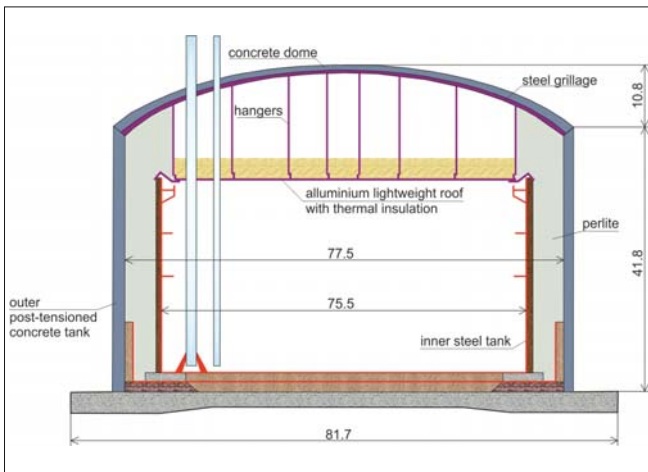 concrete dome
steel grillage
hangers
10.8
alluminium lightweight roof
with thermal insulation
perlite
77.5
41.8
75.5
outer
post-tensioned
concrete tank
inner steel tank
81.7